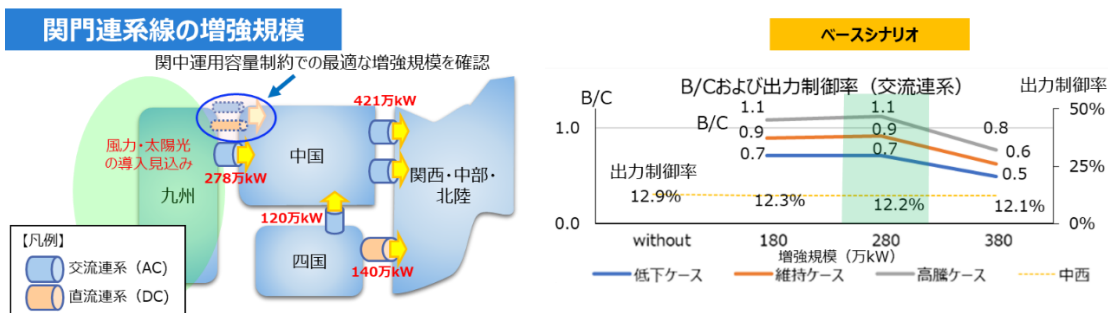 関門連系線の増強規模
関中運用容量制約での最適な増強規模を確認
421万kW
風力・太陽光
の導入見込み
九州
278万kW
中国
関西・中部・
北陸
120万kW
四国
140万kW
【凡例】
交流連系（AC）
直流連系（DC）
ベースシナリオ
B/Cおよび出力制御率（交流連系）
B/C
出力制御率
1.0
0.0
50%
25%
0%
B/C
1.1
1.1
0.8
0.9
0.9
0.6
0.7
0.7
0.5
出力制御率
12.9%
12.3%
12.2%
12.1%
without
180
280
380
増強規模（万kW）
低下ケース
維持ケース
高騰ケース
中西